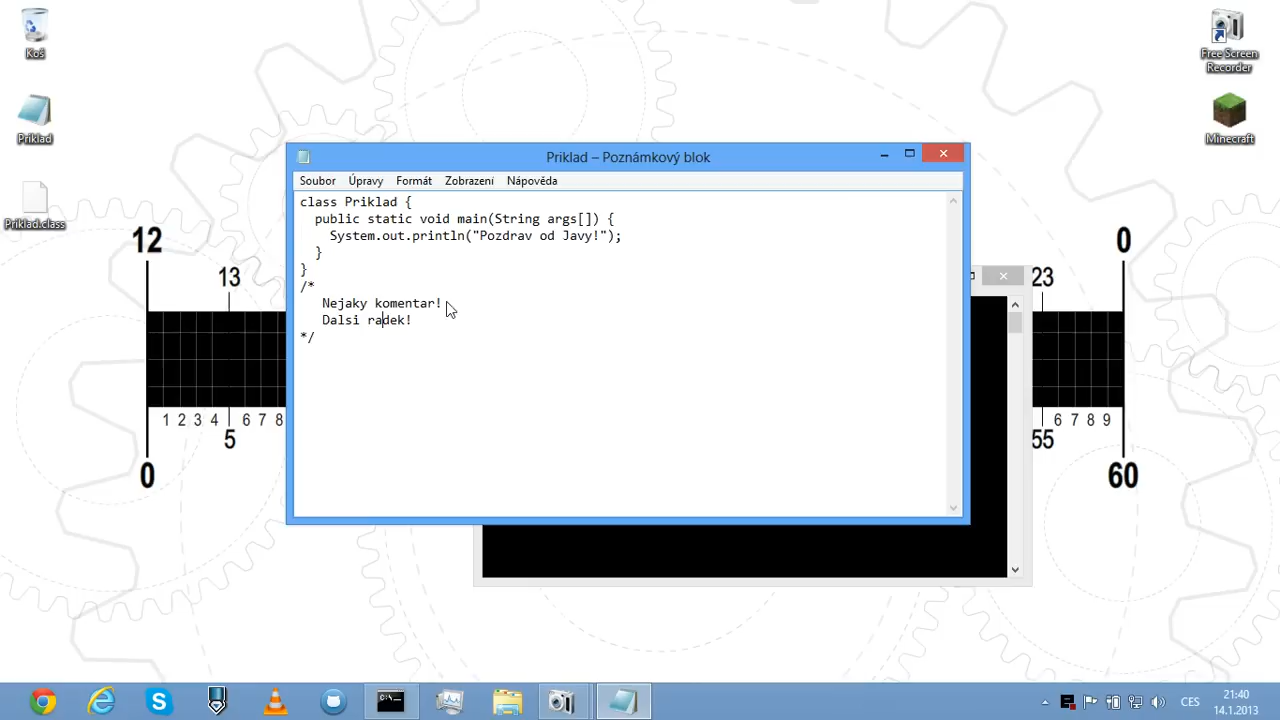 Koš
Priklad
Priklad.class
Free Screen
Recorder
Minecraft
Priklad – Poznámkový blok
Soubor Úpravy Formát Zobrazení Nápověda
class Priklad {
  public static void main(String args[]) {
    System.out.println("Pozdrav od Javy!");
  }
}
/*
   Nejaky komentar!
   Dalsi radek!
*/
12
13
23
0
1 2 3 4 6 7 8
6 7 8 9
5
55
0
60
C:\_
CES
21:40
14.1.2013